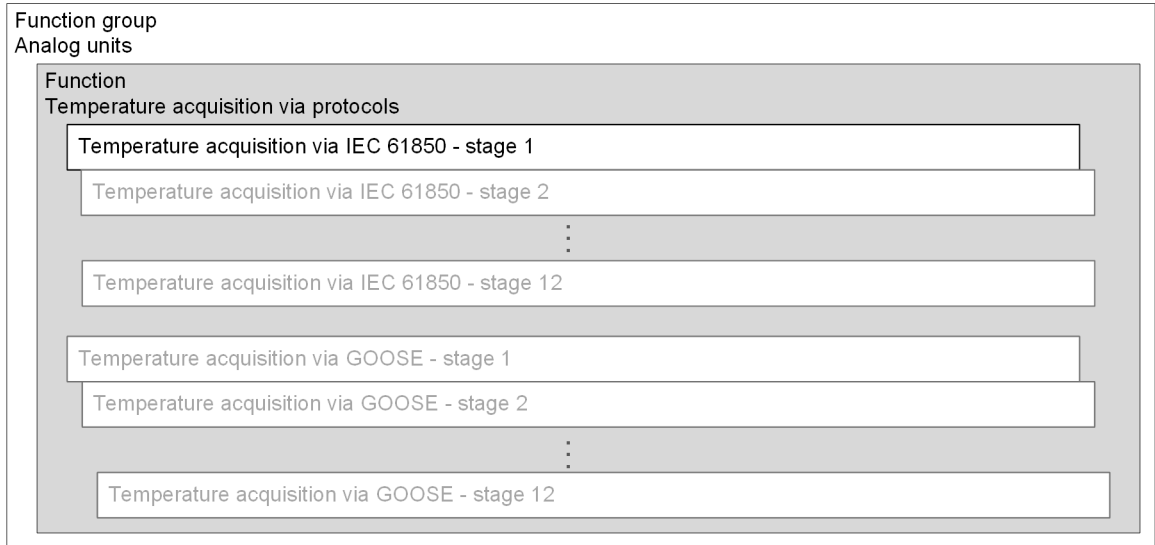 Function group
Analog units
Function
Temperature acquisition via protocols
Temperature acquisition via IEC 61850 - stage 1
Temperature acquisition via IEC 61850 - stage 2
Temperature acquisition via IEC 61850 - stage 12
Temperature acquisition via GOOSE - stage 1
Temperature acquisition via GOOSE - stage 2
Temperature acquisition via GOOSE - stage 12